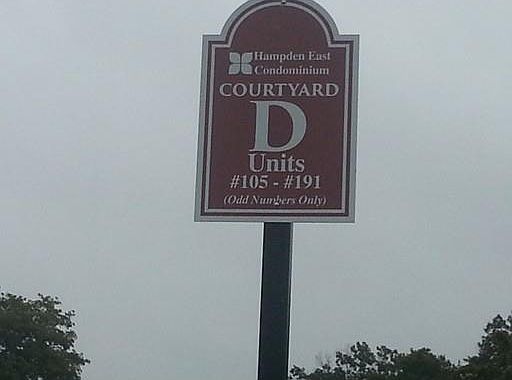 Hampden East
Condominium
COURTYARD
D
Units
#105 - #191
(Odd Numbers Only)